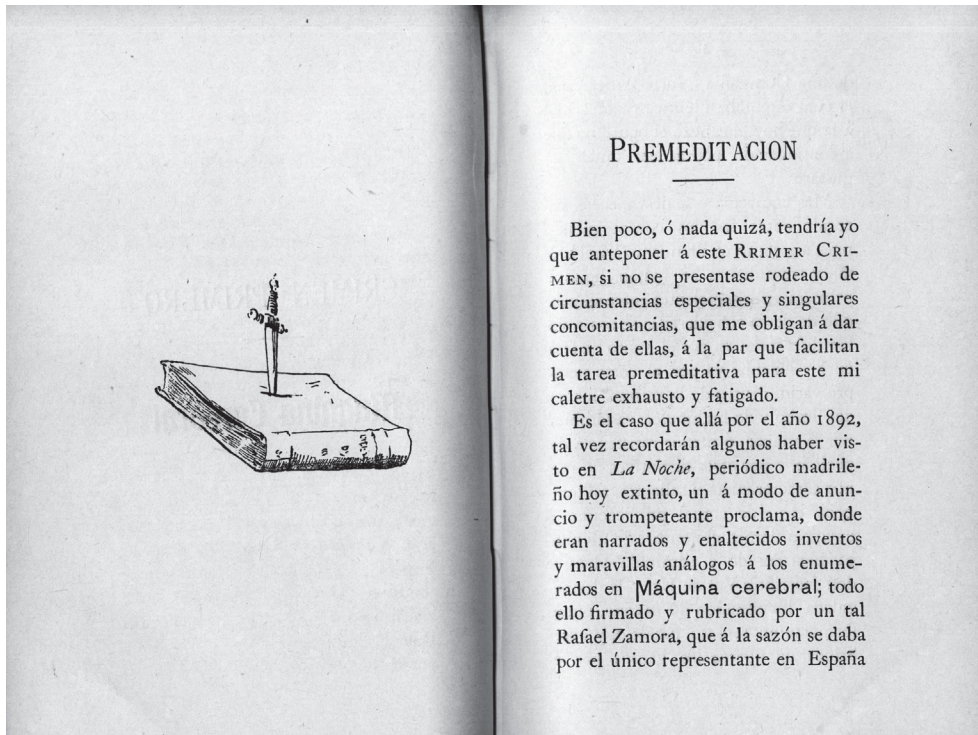 PREMEDITACION
Bien poco, ó nada quizá, tendría yo
que anteponer á este RRIMER CRI-
MEN, si no se presentase rodeado de
circunstancias especiales y singulares
concomitancias, que me obligan á dar
cuenta de ellas, á la par que facilitan
la tarea premeditativa para este mi
caletre exhausto y fatigado.
Es el caso que allá por el año 1892,
tal vez recordarán algunos haber vis-
to en La Noche, periódico madrile-
ño hoy extinto, un á modo de anun-
cio y trompeteante proclama, donde
eran narrados y enaltecidos inventos
y maravillas análogos á los enume-
rados en Máquina cerebral; todo
ello firmado y rubricado por un tal
Rafael Zamora, que á la sazón se daba
por el único representante en España